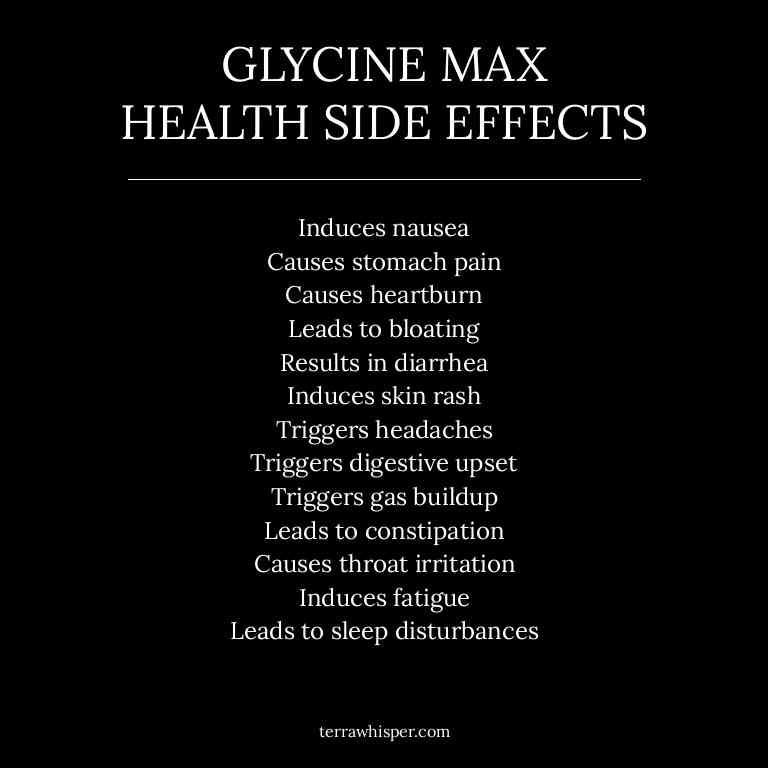 GLYCINE MAX
HEALTH SIDE EFFECTS
Induces nausea
Causes stomach pain
Causes heartburn
Leads to bloating
Results in diarrhea
Induces skin rash
Triggers headaches
Triggers digestive upset
Triggers gas buildup
Leads to constipation
Causes throat irritation
Induces fatigue
Leads to sleep disturbances
terrawhisper.com